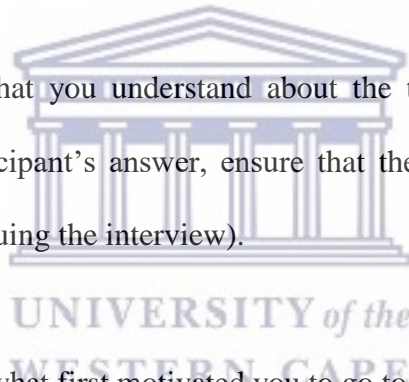 hat you understand about the t
cipant's answer, ensure that the
uing the interview).
UNIVERSITY of the
WESTERN CAPE
what first motivated you to go to